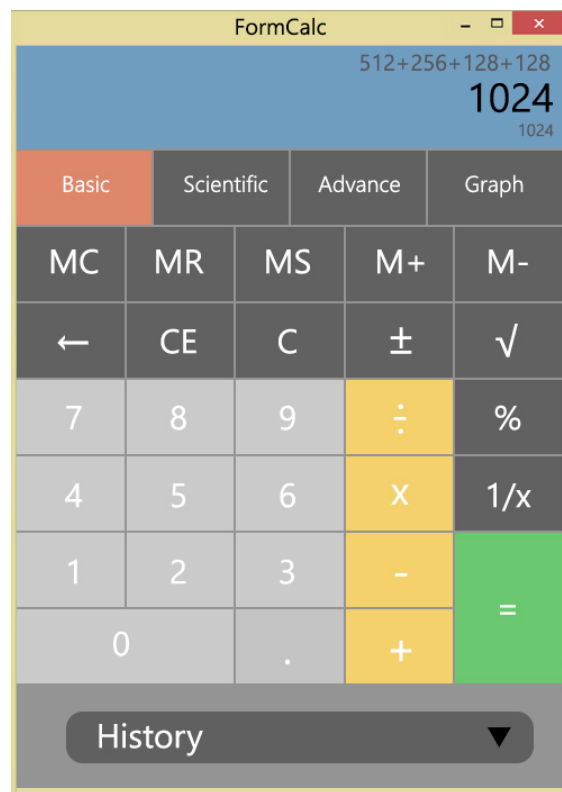 FormCalc
512+256+128+128
1024
1024
Basic Scientific Advance Graph
MC MR MS M+ M-
← CE C ± √
7 8 9 ÷ %
4 5 6 x 1/x
1 2 3 - =
0 . +
History